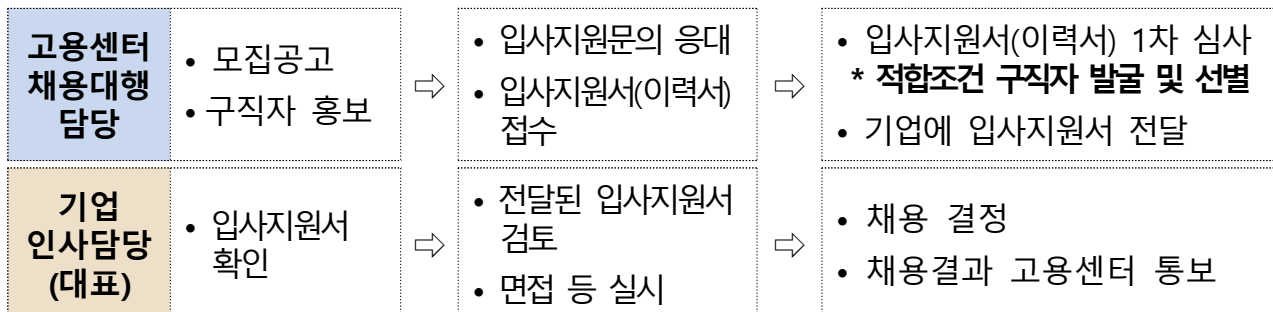 고용센터
채용대행
담당
• 모집공고
• 구직자 홍보
⇨
• 입사지원문의 응대
• 입사지원서(이력서)
접수
⇨
• 입사지원서(이력서) 1차 심사
* 적합조건 구직자 발굴 및 선별
• 기업에 입사지원서 전달
기업
인사담당
(대표)
• 입사지원서
확인
⇨
• 전달된 입사지원서
검토
• 면접 등 실시
⇨
• 채용 결정
• 채용결과 고용센터 통보